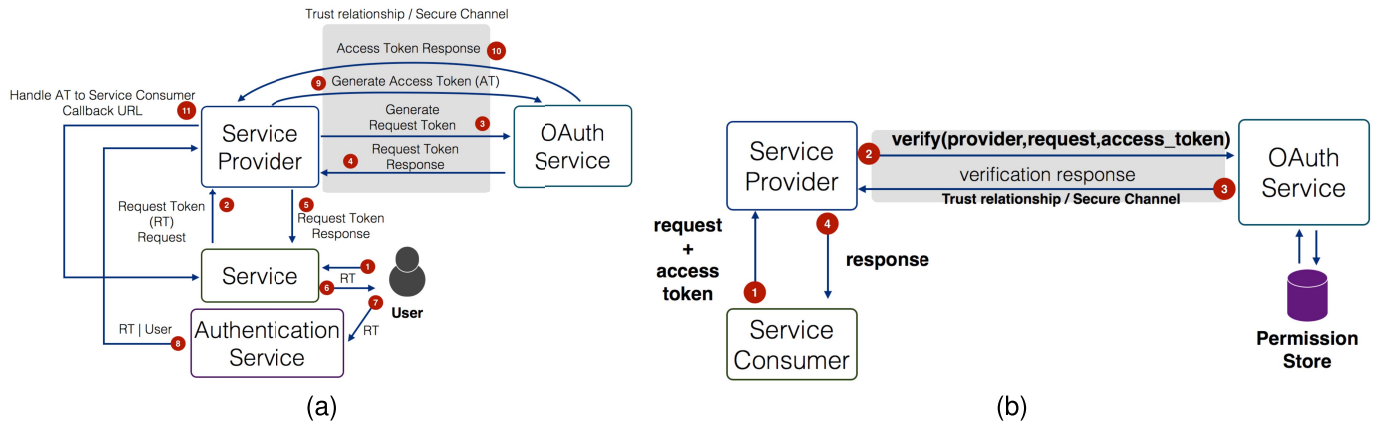 Trust relationship / Secure Channel
Access Token Response 10
9 Generate Access Token (AT)
Handle AT to Service Consumer
Callback URL 11
Generate
Request Token 3
Service
Provider
OAuth
Service
4 Request Token
Response
Request Token
(RT)
Request
2
5
Request Token
Response
Service
1
RT
6
7
User
RT
RT | User
8
Authentication
Service
(a)
Service
Provider
2
verify(provider,request,access_token)
verification response
3
Trust relationship / Secure Channel
OAuth
Service
request
+
access
token
1
4
response
Service
Consumer
Permission
Store
(b)